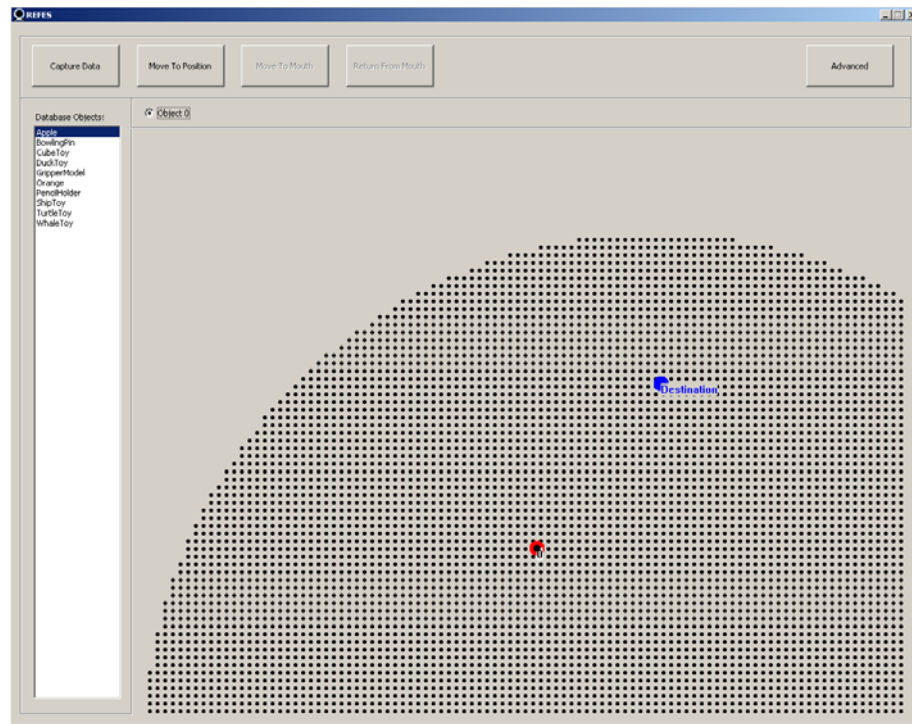 REFES
Capture Data
Move To Position
Move To Mouth
Return From Mouth
Advanced
Database Objects:
Object 0
Apple
BowlingPin
CubeToy
DuckToy
GripperModel
Orange
PencilHolder
ShipToy
TurtleToy
WhaleToy
Destination
0